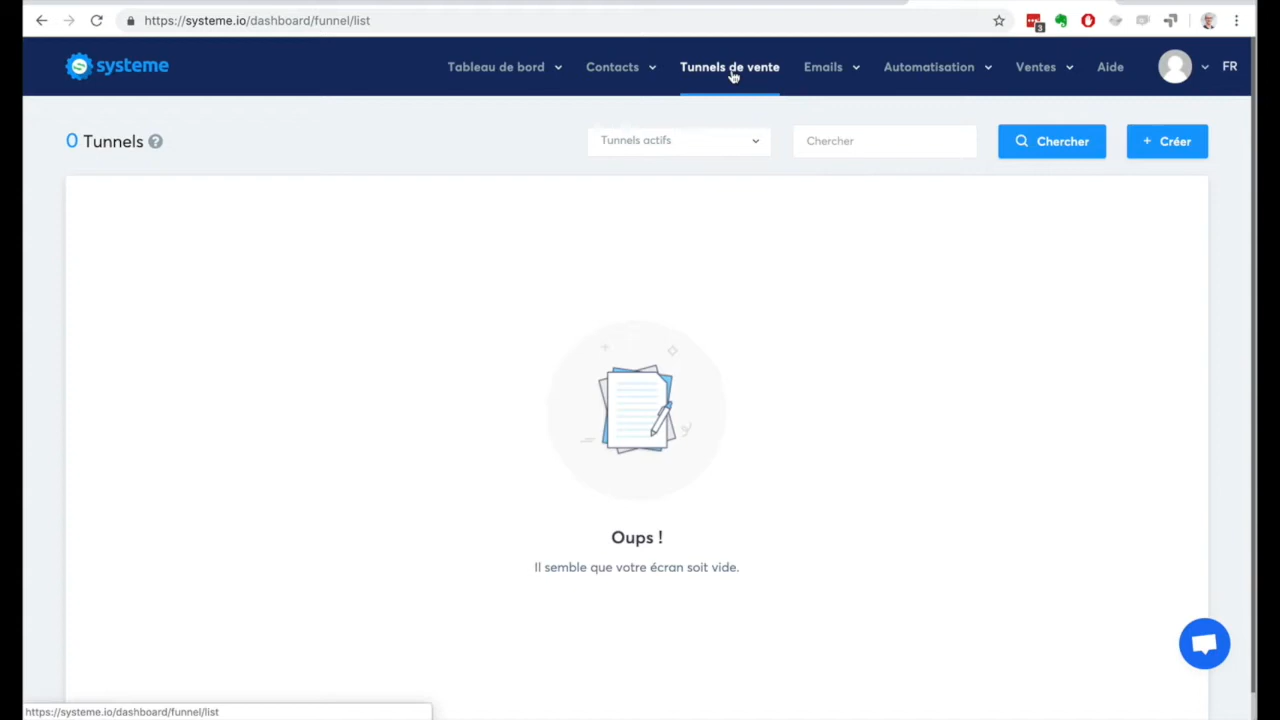 https://systeme.io/dashboard/funnel/list
3
systeme
Tableau de bord
Contacts
Tunnels de vente
Emails
Automatisation
Ventes
Aide
FR
0 Tunnels ?
Tunnels actifs
Chercher
Chercher
+ Créer
Oups !
Il semble que votre écran soit vide.
https://systeme.io/dashboard/funnel/list